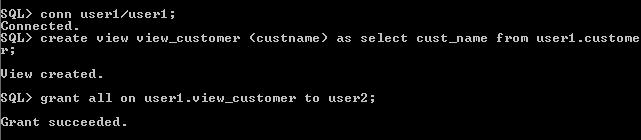 SQL> conn user1/user1;
Connected.
SQL> create view view_customer (custname) as select cust_name from user1.custome
r;
View created.
SQL> grant all on user1.view_customer to user2;
Grant succeeded.